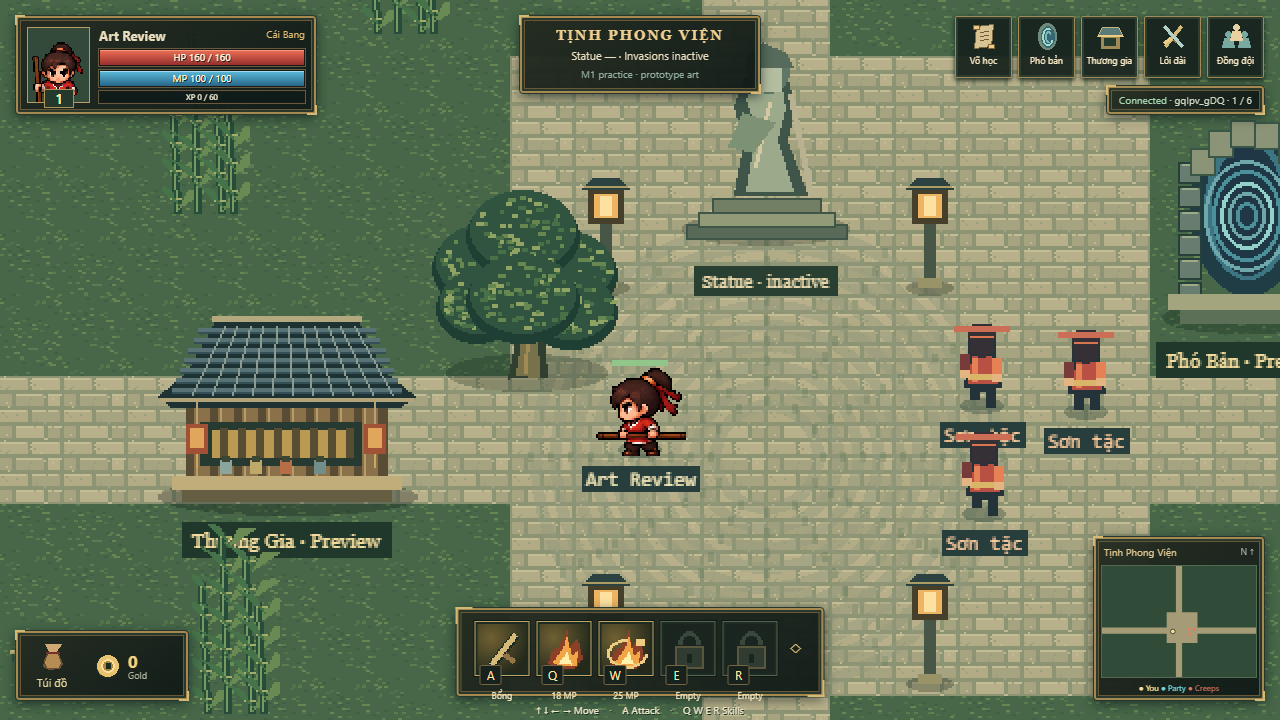 Art Review
Cái Bang
HP 160 / 160
MP 100 / 100
XP 0 / 60
1
TỊNH PHONG VIỆN
Statue — · Invasions inactive
M1 practice · prototype art
Võ học
Phó bản
Thương gia
Lôi đài
Đồng đội
Connected · gqlpv_gDQ · 1 / 6
Statue · inactive
Phó Bản · Pre
Sơn tặc
Sơn tặc
Art Review
Gia · Preview
Sơn tặc
Tịnh Phong Viện
N ↑
● You ● Party ● Creeps
Túi đồ
0
Gold
A
Q
W
E
R
Bổng
18 MP
25 MP
Empty
Empty
↑↓←→ Move
A Attack
Q W E R Skills